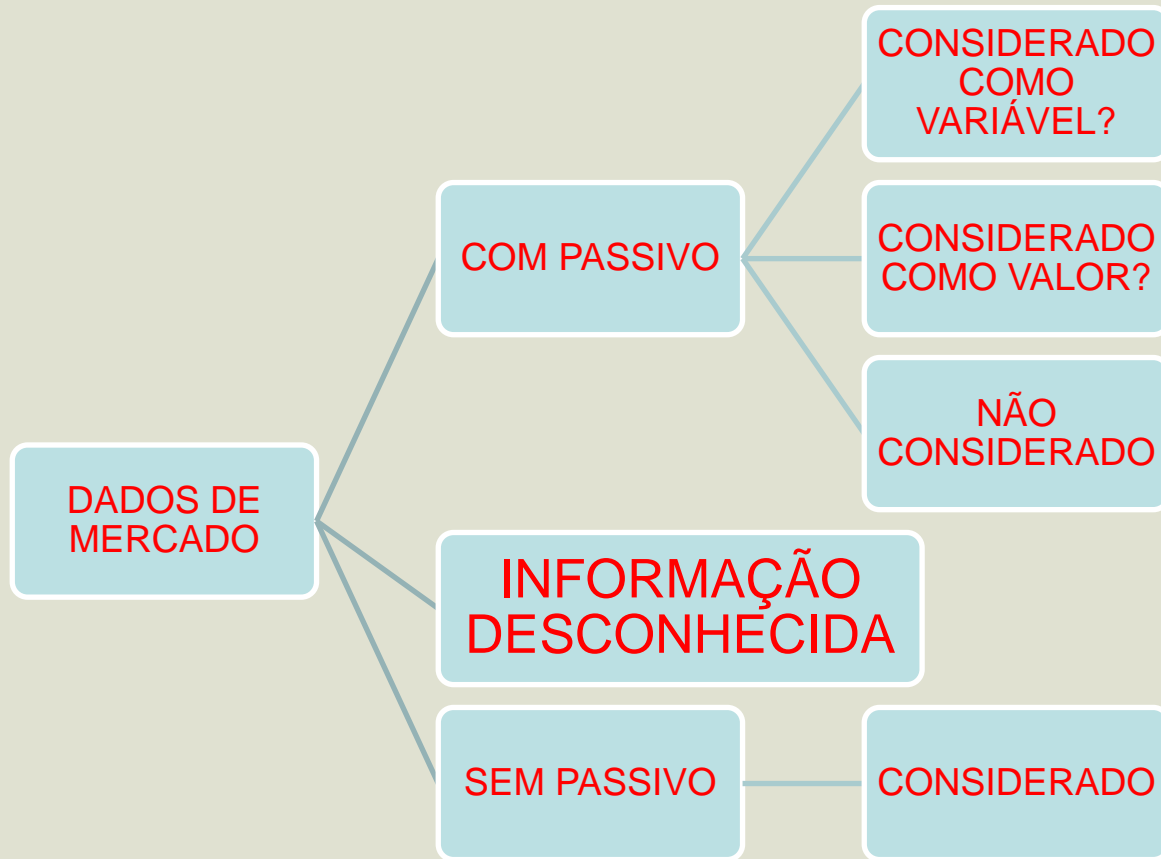 DADOS DE
MERCADO
COM PASSIVO
CONSIDERADO
COMO
VARIÁVEL?
CONSIDERADO
COMO VALOR?
NÃO
CONSIDERADO
INFORMAÇÃO
DESCONHECIDA
SEM PASSIVO
CONSIDERADO